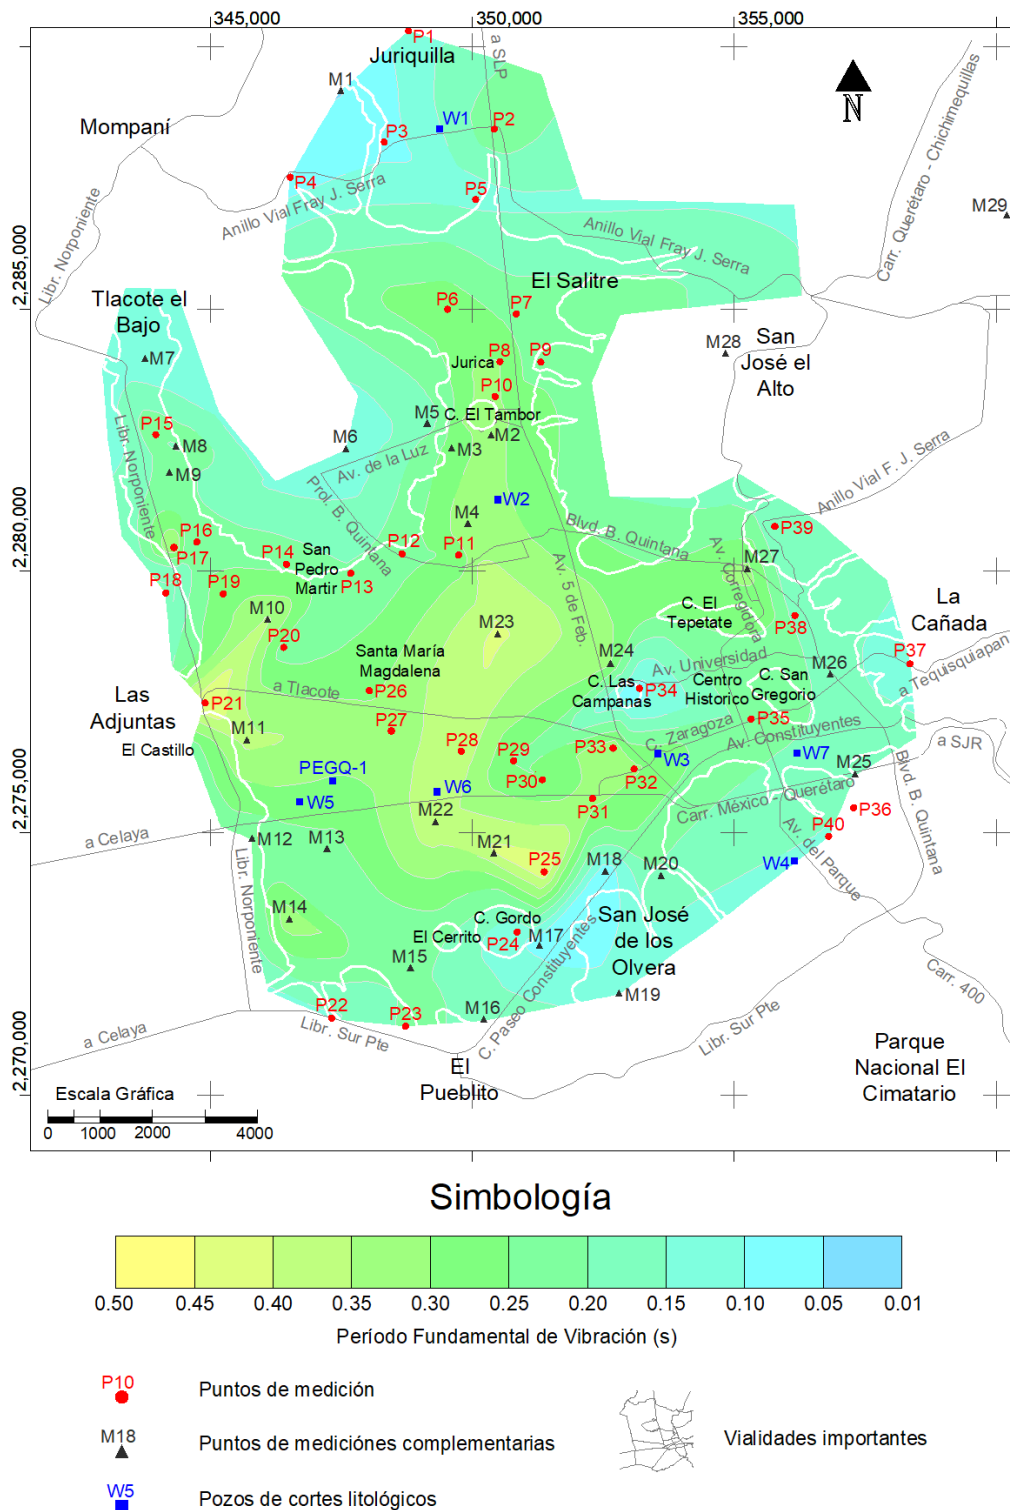 345,000
350,000
355,000
P1
Juriquilla
a SLP
M1
Mompaní
W1
P2
P3
N
P4
P5
Anillo Vial Fray J. Serra
Carr. Querétaro - Chichimequillas
M29
Libr. Norponiente
Anillo Vial Fray J. Serra
2,285,000
El Salitre
Tlacote el
Bajo
P6
P7
M28
San
José el
Alto
M7
P8
P9
Jurica
P10
C. El Tambor
M5
M2
P15
M8
M6
M3
M9
Av. de la Luz
Libr. Norponiente
Prol. B. Quintana
W2
Anillo Vial F. J. Serra
2,280,000
M4
Blvd. B. Quintana
P39
P16
P17
P14
San
Pedro
Martir
P12
P11
P13
Av. 5 de Feb.
Av. Corregidora
M27
P18
P19
M10
C. El
Tepetate
P38
La
Cañada
P20
M23
Santa María
Magdalena
M24
Av. Universidad
M26
P37
a Tequisquiapan
a Tlacote
P26
C. Las
Campanas
P34
Centro
Historico
C. San
Gregorio
Las
Adjuntas
P21
M11
El Castillo
P27
P28
P29
P33
C. Zaragoza
P35
Av. Constituyentes
a SJR
PEGQ-1
W5
W6
P30
P32
W3
W7
M25
2,275,000
P31
Carr. México - Querétaro
P36
M22
a Celaya
M12
M13
M21
P25
M18
M20
W4
P40
Av. del Parque
Blvd. B. Quintana
Libr. Norponiente
M14
C. Gordo
El Cerrito
P24
M17
San José
de los
Olvera
M15
C. Paseo Constituyentes
M19
Carr. 400
P22
P23
M16
2,270,000
a Celaya
Libr. Sur Pte
Libr. Sur Pte
El
Pueblito
Parque
Nacional El
Cimatario
Escala Gráfica
0 1000 2000 4000
Simbología
0.50 0.45 0.40 0.35 0.30 0.25 0.20 0.15 0.10 0.05 0.01
Período Fundamental de Vibración (s)
P10
Puntos de medición
M18
Puntos de mediciónes complementarias
Vialidades importantes
W5
Pozos de cortes litológicos